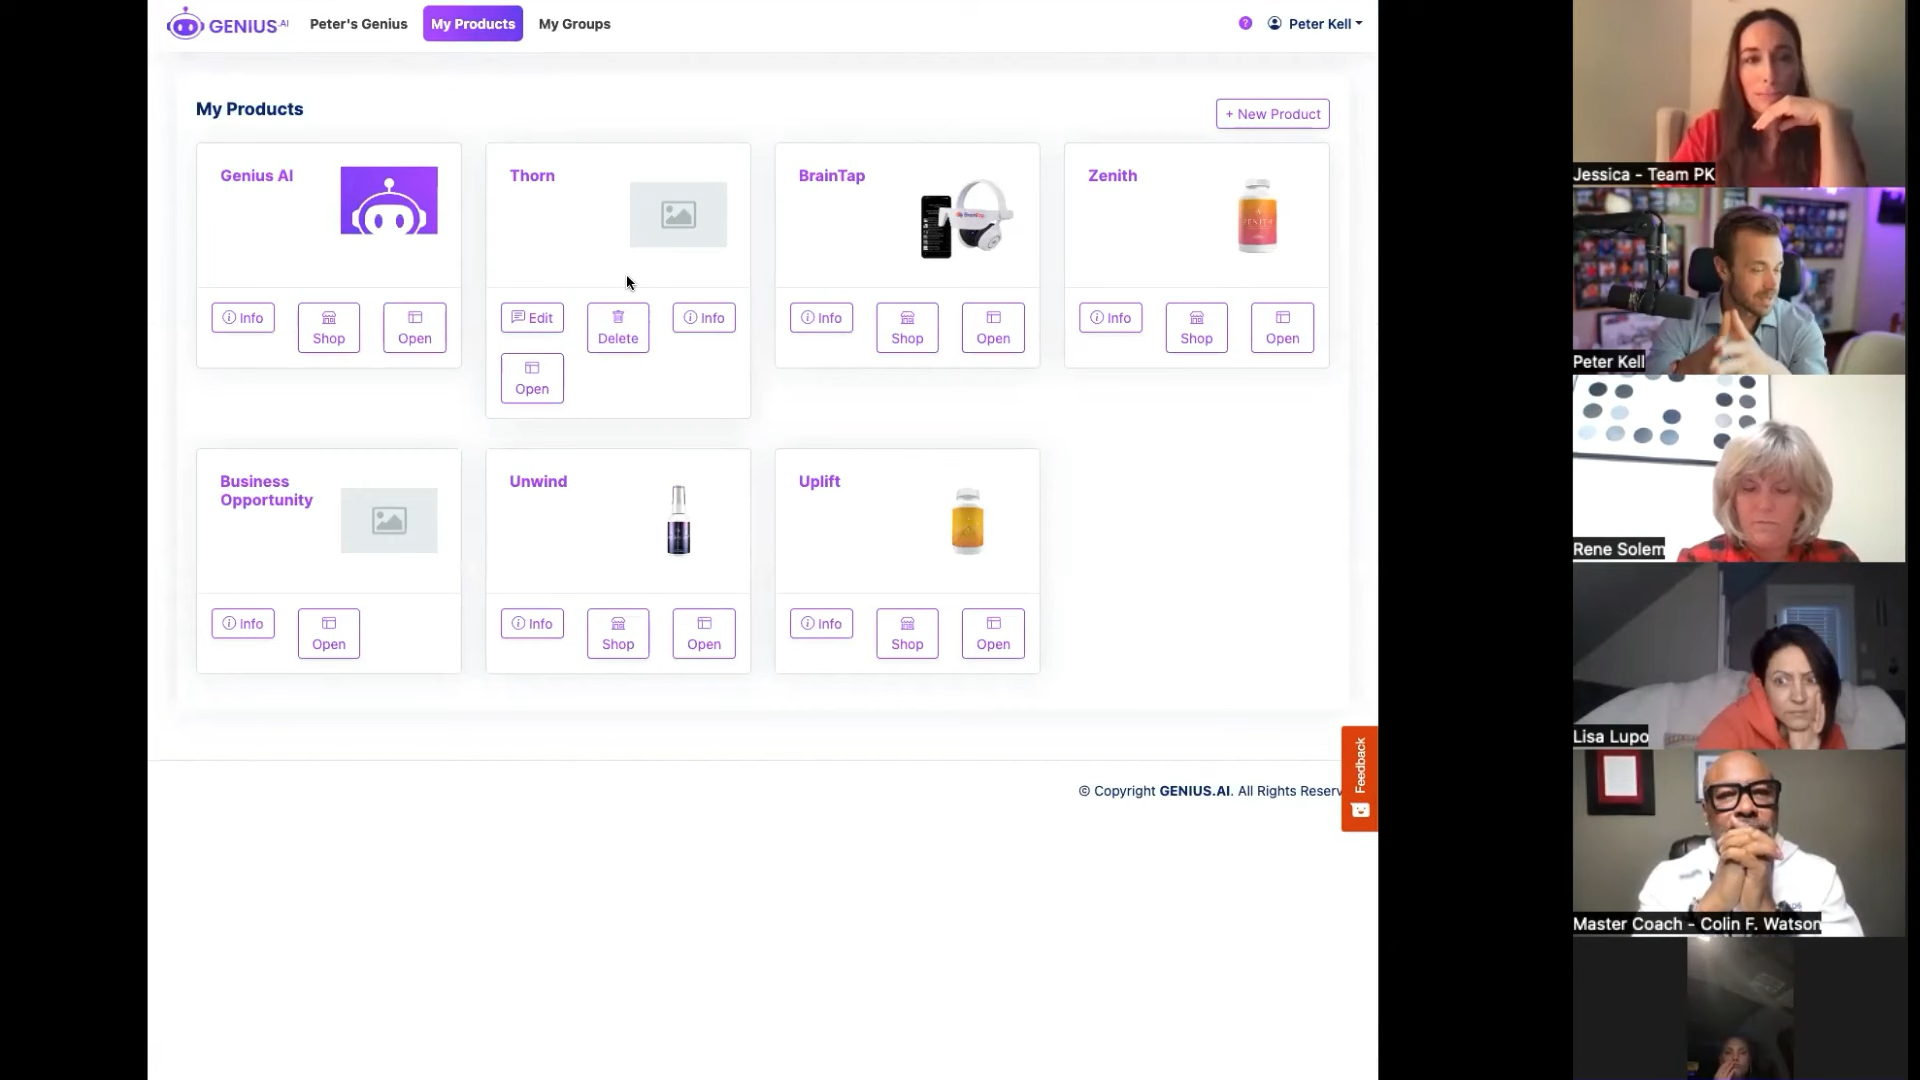 GENIUS.AI
Peter's Genius
My Products
My Groups
?
Peter Kell
My Products
+ New Product
Genius AI
Info
Shop
Open
Thorn
Edit
Delete
Info
Open
BrainTap
Info
Shop
Open
Zenith
ZENITH
Info
Shop
Open
Business
Opportunity
Info
Open
Unwind
Info
Shop
Open
Uplift
Info
Shop
Open
Feedback
© Copyright GENIUS.AI. All Rights Reserv
Jessica - Team PK
Peter Kell
Rene Solem
Lisa Lupo
Master Coach - Colin F. Watson